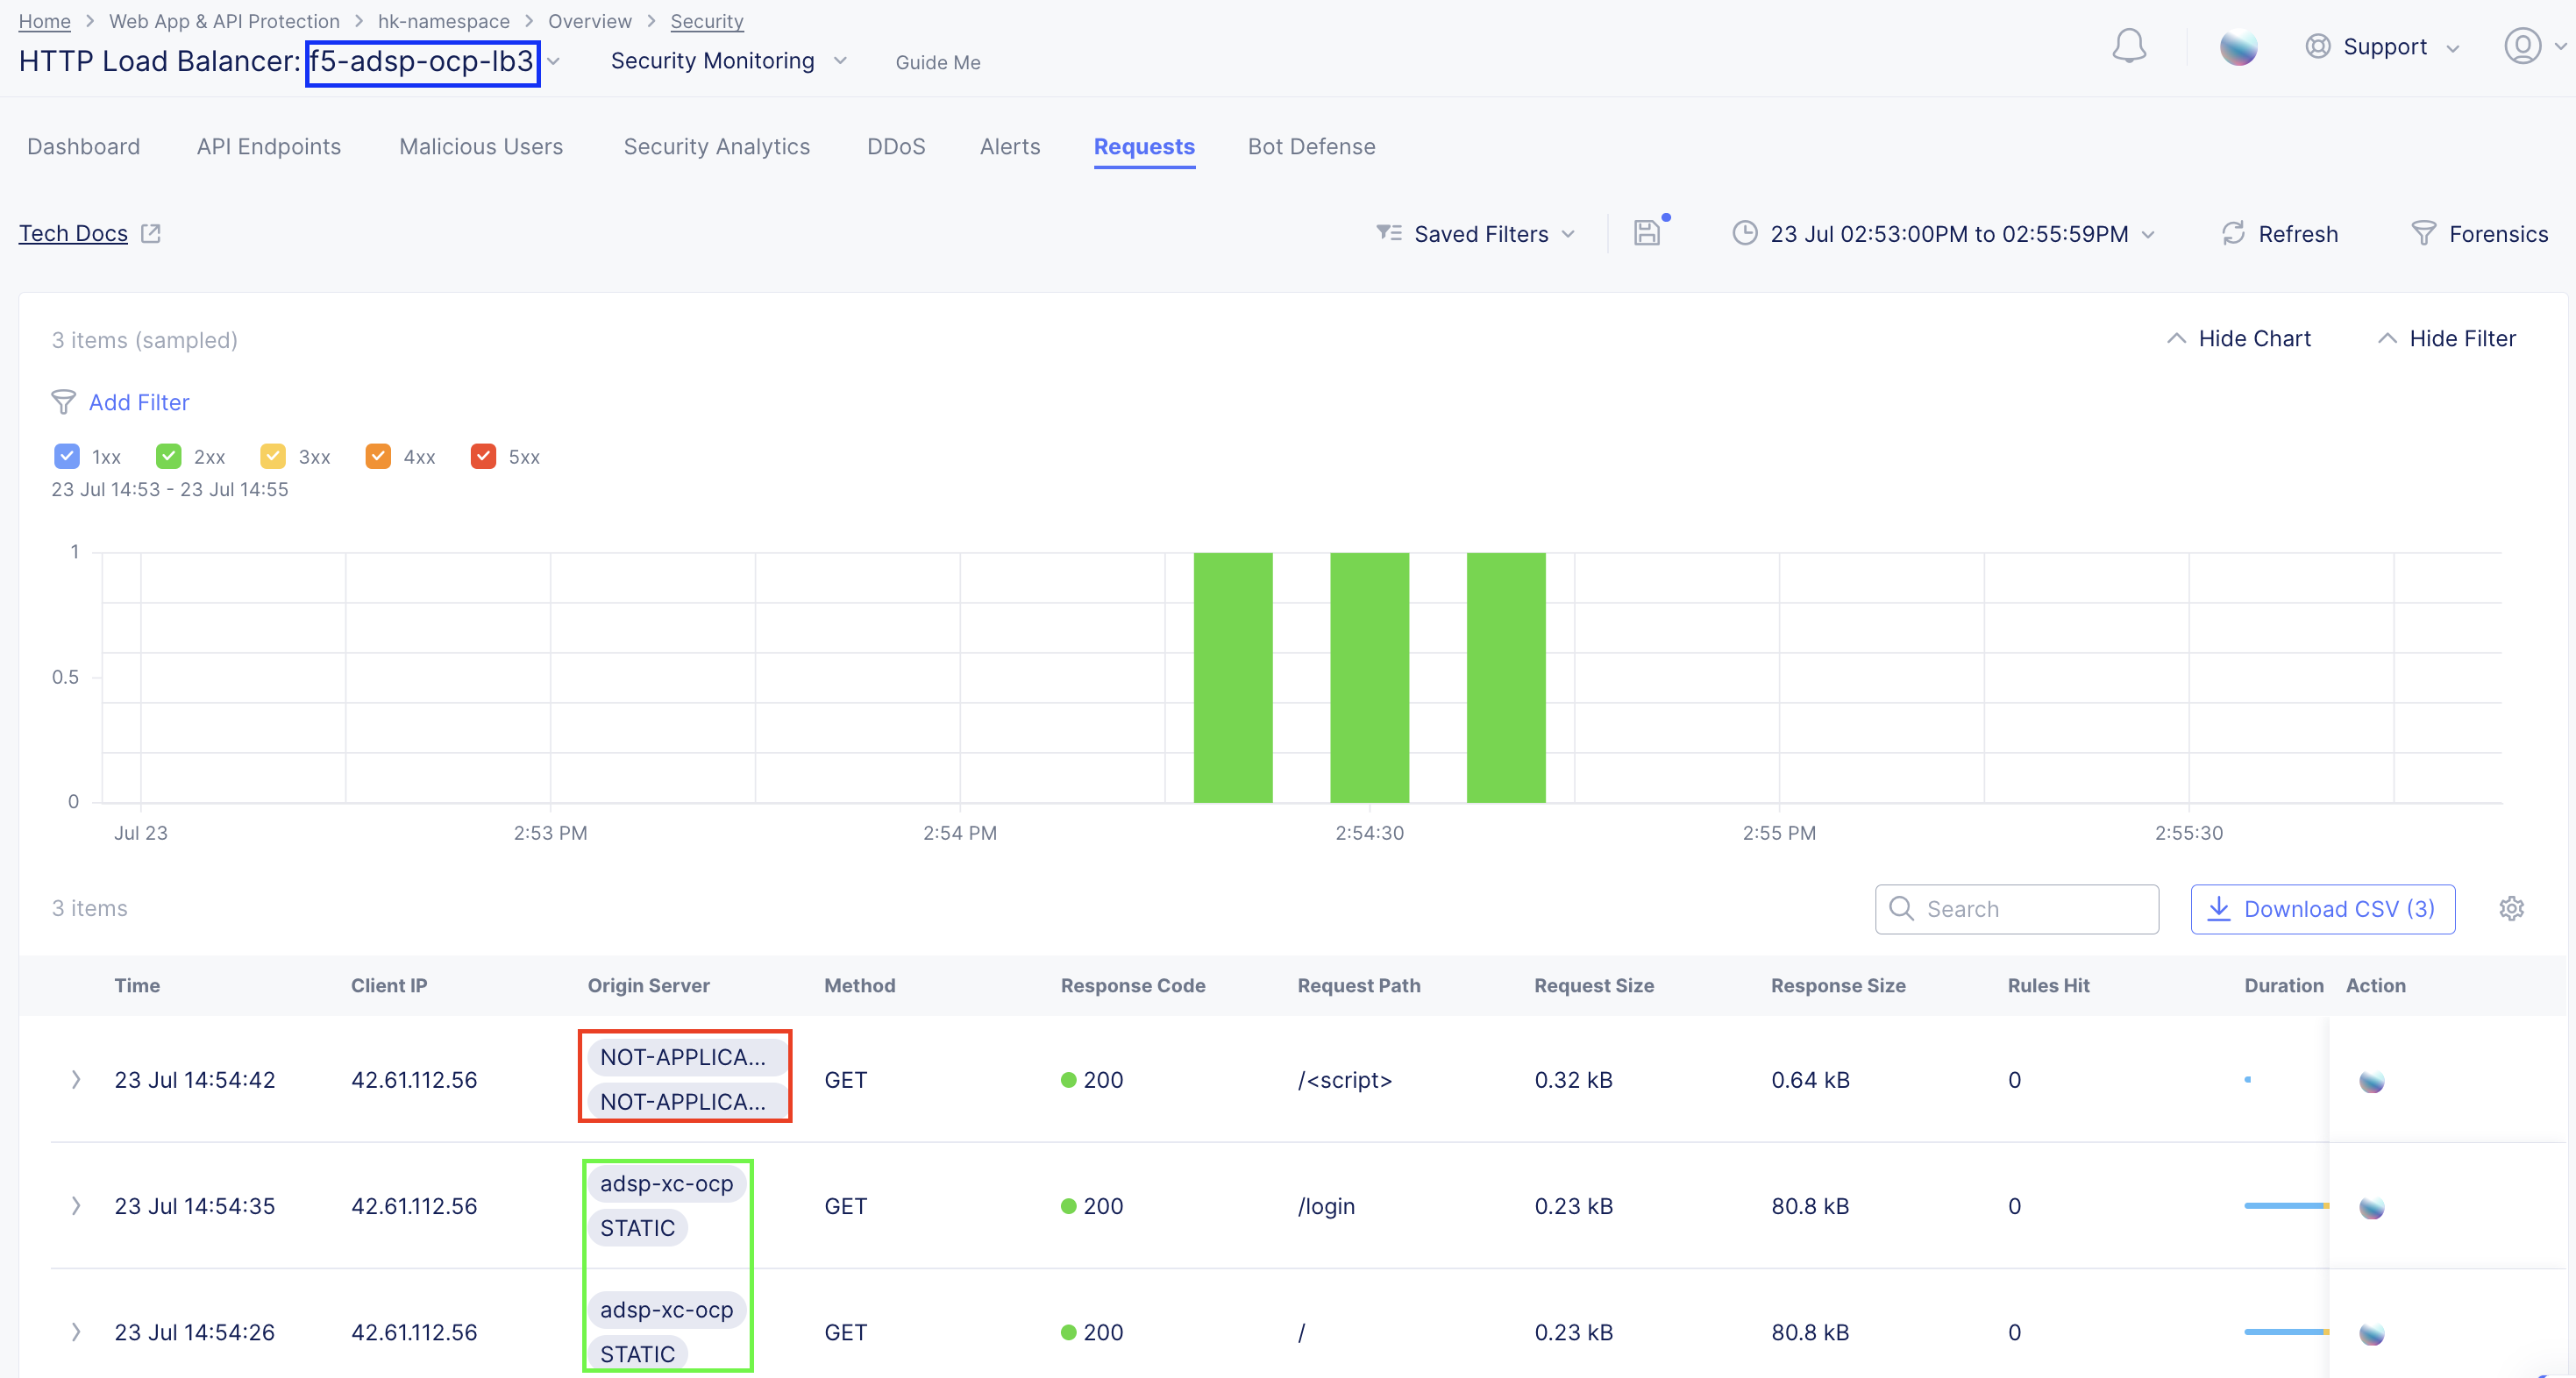 Home > Web App & API Protection > hk-namespace > Overview > Security
HTTP Load Balancer: f5-adsp-ocp-lb3 Security Monitoring Guide Me Support
Dashboard API Endpoints Malicious Users Security Analytics DDoS Alerts Requests Bot Defense
Tech Docs Saved Filters 23 Jul 02:53:00PM to 02:55:59PM Refresh Forensics
3 items (sampled) Hide Chart Hide Filter
Add Filter
1xx 2xx 3xx 4xx 5xx
23 Jul 14:53 - 23 Jul 14:55
1
0.5
0
Jul 23 2:53 PM 2:54 PM 2:54:30 2:55 PM 2:55:30
3 items Search Download CSV (3)
Time Client IP Origin Server Method Response Code Request Path Request Size Response Size Rules Hit Duration Action
NOT-APPLICA...
23 Jul 14:54:42 42.61.112.56 GET 200 /<script> 0.32 kB 0.64 kB 0
NOT-APPLICA...
adsp-xc-ocp
23 Jul 14:54:35 42.61.112.56 GET 200 /login 0.23 kB 80.8 kB 0
STATIC
adsp-xc-ocp
23 Jul 14:54:26 42.61.112.56 GET 200 / 0.23 kB 80.8 kB 0
STATIC